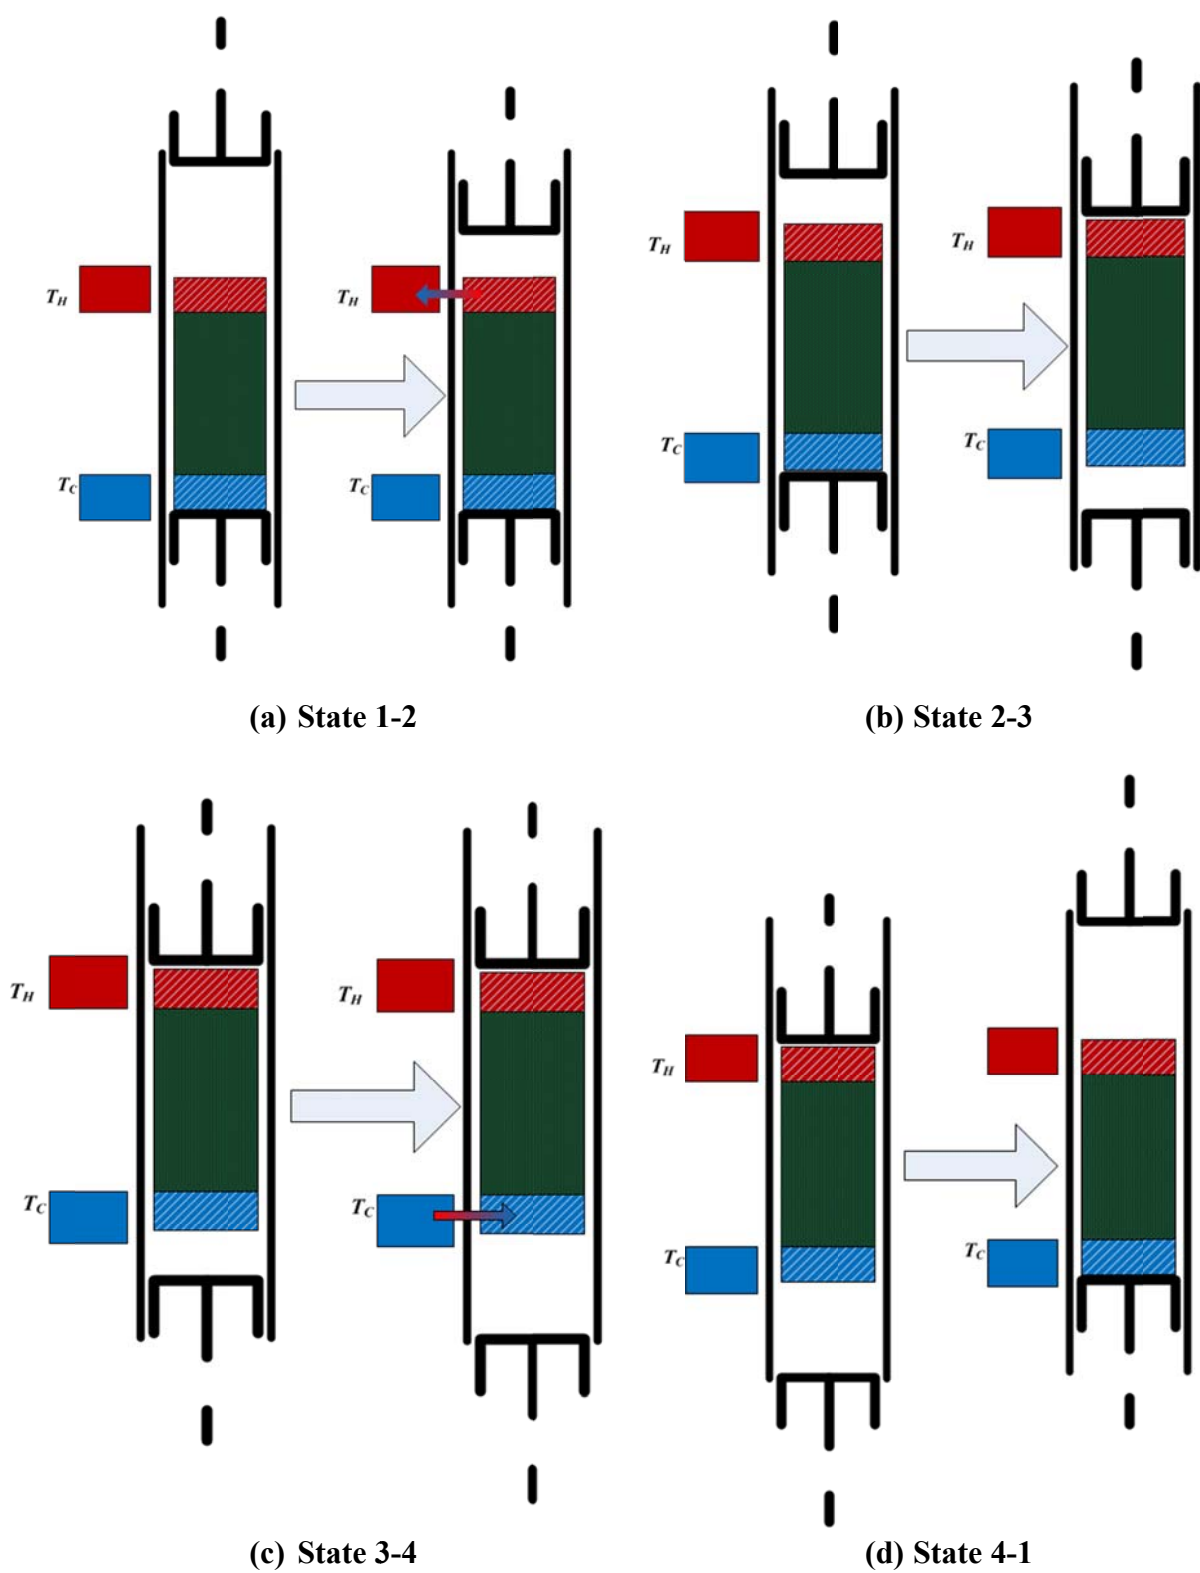 T_H
T_H
T_C
T_C
(a) State 1-2
T_H
T_H
T_C
T_C
(b) State 2-3
T_H
T_H
T_C
T_C
(c) State 3-4
T_H
T_C
T_C
(d) State 4-1